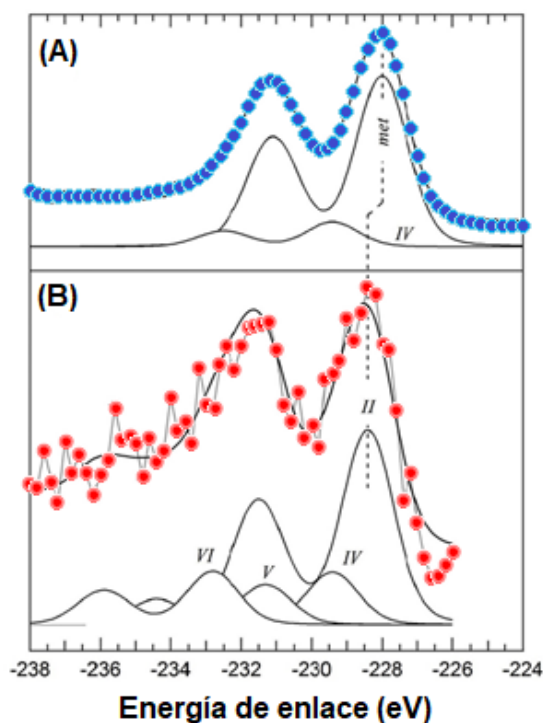 (A)
met
IV
(B)
II
VI
V
IV
-238 -236 -234 -232 -230 -228 -226 -224
Energía de enlace (eV)